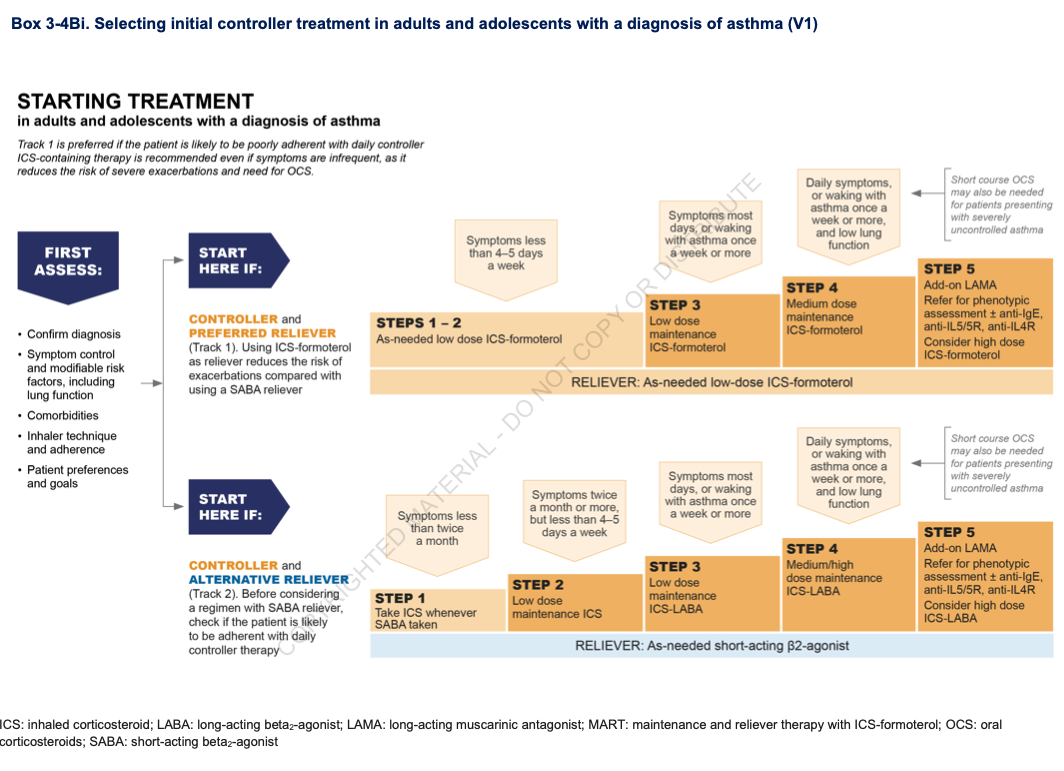 Box 3-4Bi. Selecting initial controller treatment in adults and adolescents with a diagnosis of asthma (V1)
STARTING TREATMENT
in adults and adolescents with a diagnosis of asthma
Track 1 is preferred if the patient is likely to be poorly adherent with daily controller
ICS-containing therapy is recommended even if symptoms are infrequent, as it
reduces the risk of severe exacerbations and need for OCS.
FIRST
ASSESS:
• Confirm diagnosis
• Symptom control
and modifiable risk
factors, including
lung function
• Comorbidities
• Inhaler technique
and adherence
• Patient preferences
and goals
START
HERE IF:
CONTROLLER and
PREFERRED RELIEVER
(Track 1). Using ICS-formoterol
as reliever reduces the risk of
exacerbations compared with
using a SABA reliever
Symptoms less
than 4–5 days
a week
Symptoms most
days, or waking
with asthma once
a week or more
Daily symptoms,
or waking with
asthma once a
week or more,
and low lung
function
Short course OCS
may also be needed
for patients presenting
with severely
uncontrolled asthma
STEPS 1 – 2
As-needed low dose ICS-formoterol
STEP 3
Low dose
maintenance
ICS-formoterol
STEP 4
Medium dose
maintenance
ICS-formoterol
STEP 5
Add-on LAMA
Refer for phenotypic
assessment ± anti-IgE,
anti-IL5/5R, anti-IL4R
Consider high dose
ICS-formoterol
RELIEVER: As-needed low-dose ICS-formoterol
START
HERE IF:
CONTROLLER and
ALTERNATIVE RELIEVER
(Track 2). Before considering
a regimen with SABA reliever,
check if the patient is likely
to be adherent with daily
controller therapy
Symptoms less
than twice
a month
Symptoms twice
a month or more,
but less than 4–5
days a week
Symptoms most
days, or waking
with asthma once
a week or more
Daily symptoms,
or waking with
asthma once a
week or more,
and low lung
function
Short course OCS
may also be needed
for patients presenting
with severely
uncontrolled asthma
STEP 1
Take ICS whenever
SABA taken
STEP 2
Low dose
maintenance ICS
STEP 3
Low dose
maintenance
ICS-LABA
STEP 4
Medium/high
dose maintenance
ICS-LABA
STEP 5
Add-on LAMA
Refer for phenotypic
assessment ± anti-IgE,
anti-IL5/5R, anti-IL4R
Consider high dose
ICS-LABA
RELIEVER: As-needed short-acting β2-agonist
COPYRIGHTED MATERIAL - DO NOT COPY OR DISTRIBUTE
ICS: inhaled corticosteroid; LABA: long-acting beta₂-agonist; LAMA: long-acting muscarinic antagonist; MART: maintenance and reliever therapy with ICS-formoterol; OCS: oral
corticosteroids; SABA: short-acting beta₂-agonist